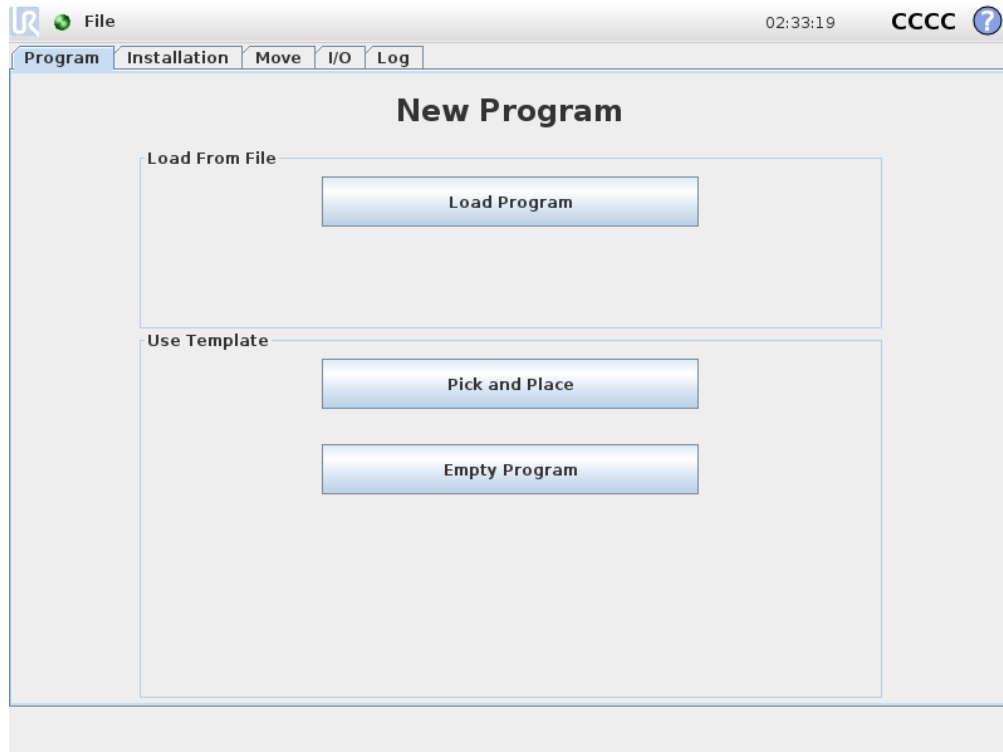 UR File 02:33:19 CCCC ?
Program Installation Move I/O Log
New Program
Load From File
Load Program
Use Template
Pick and Place
Empty Program